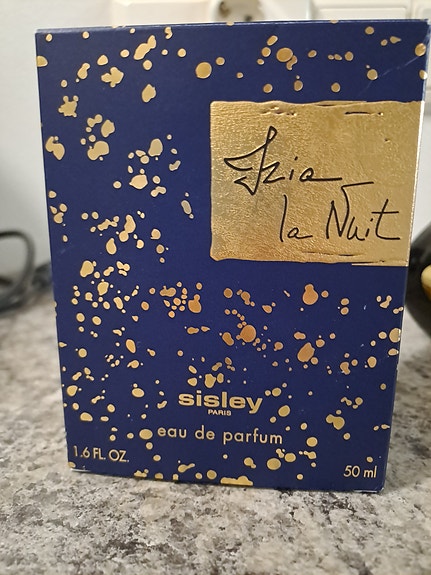 Izia
la Nuit
sisley
PARIS
eau de parfum
1.6 FL. OZ.
50 ml